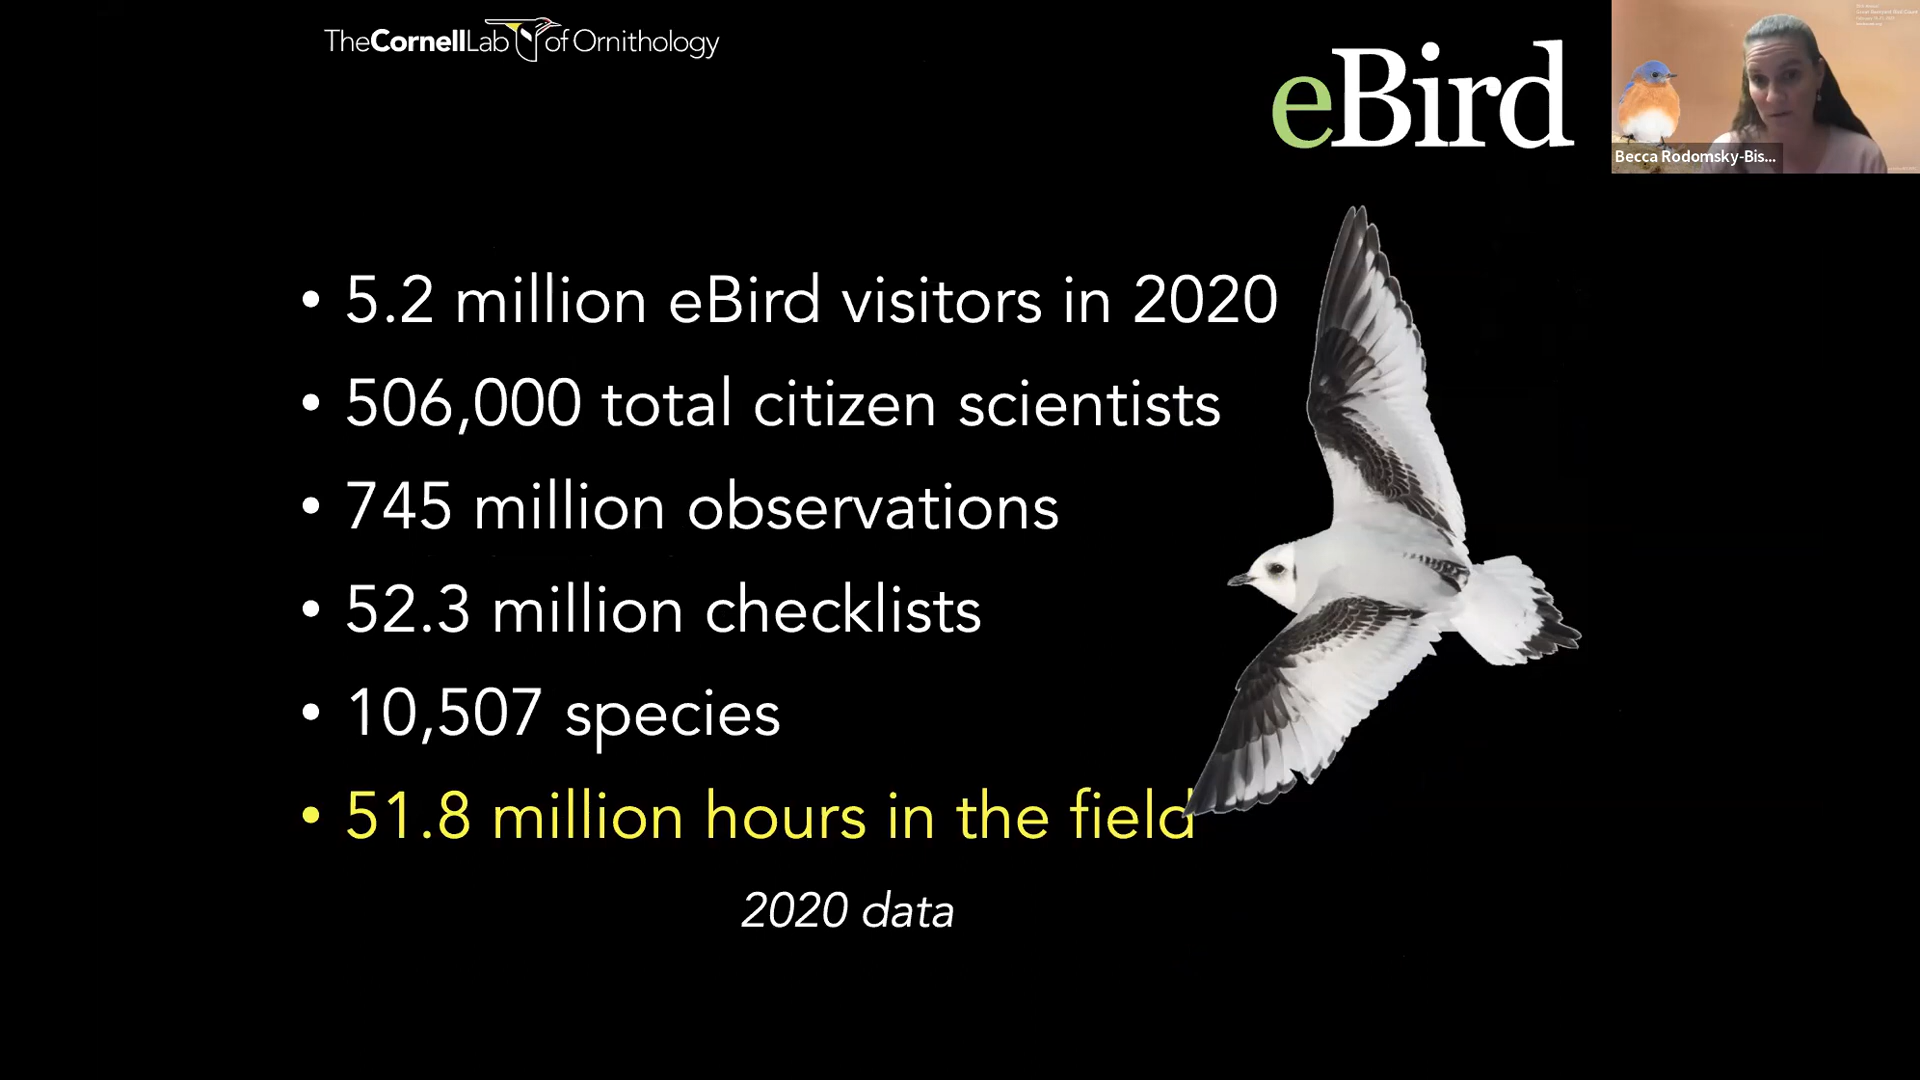 TheCornellLab of Ornithology
eBird
Becca Rodomsky-Bis...
• 5.2 million eBird visitors in 2020
• 506,000 total citizen scientists
• 745 million observations
• 52.3 million checklists
• 10,507 species
• 51.8 million hours in the field
2020 data